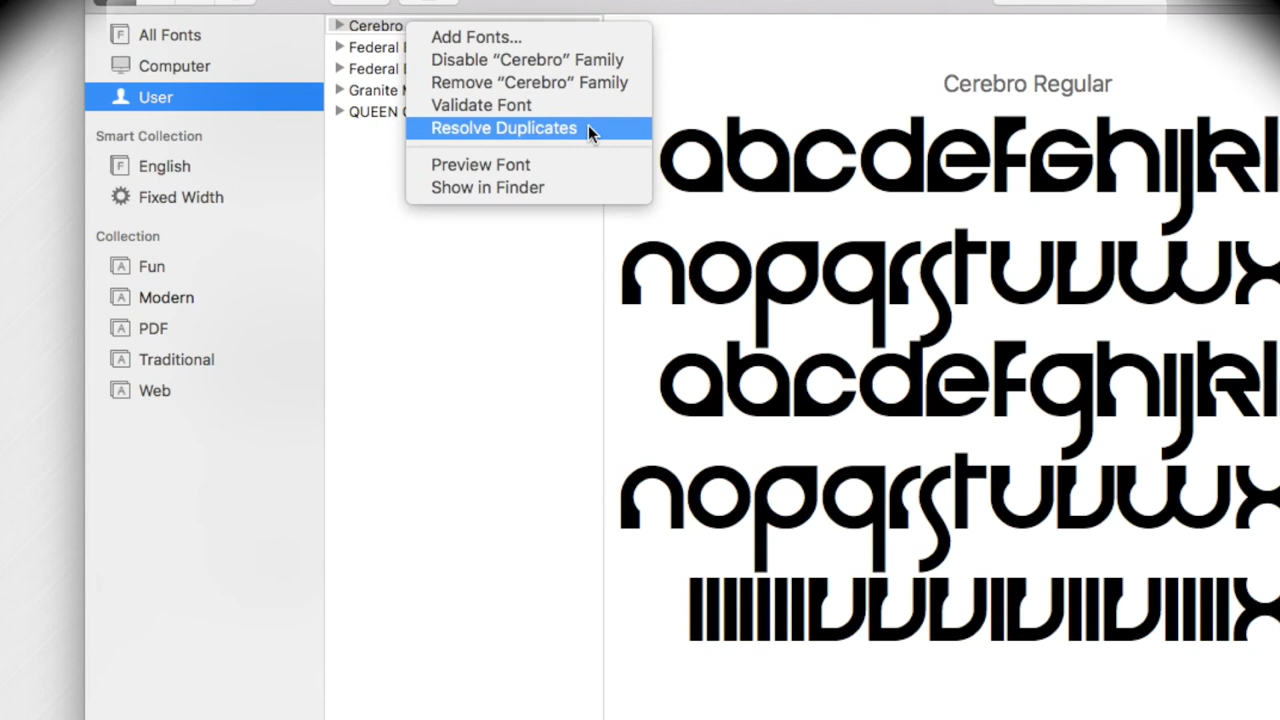 All Fonts
Computer
User
Smart Collection
English
Fixed Width
Collection
Fun
Modern
PDF
Traditional
Web
Cerebro
Federal
Federal
Granite
QUEEN
Add Fonts...
Disable “Cerebro” Family
Remove “Cerebro” Family
Validate Font
Resolve Duplicates
Preview Font
Show in Finder
Cerebro Regular
abcdefGhijkl
nopqrstuvwx
abcdefghijkl
nopqrstuvwx